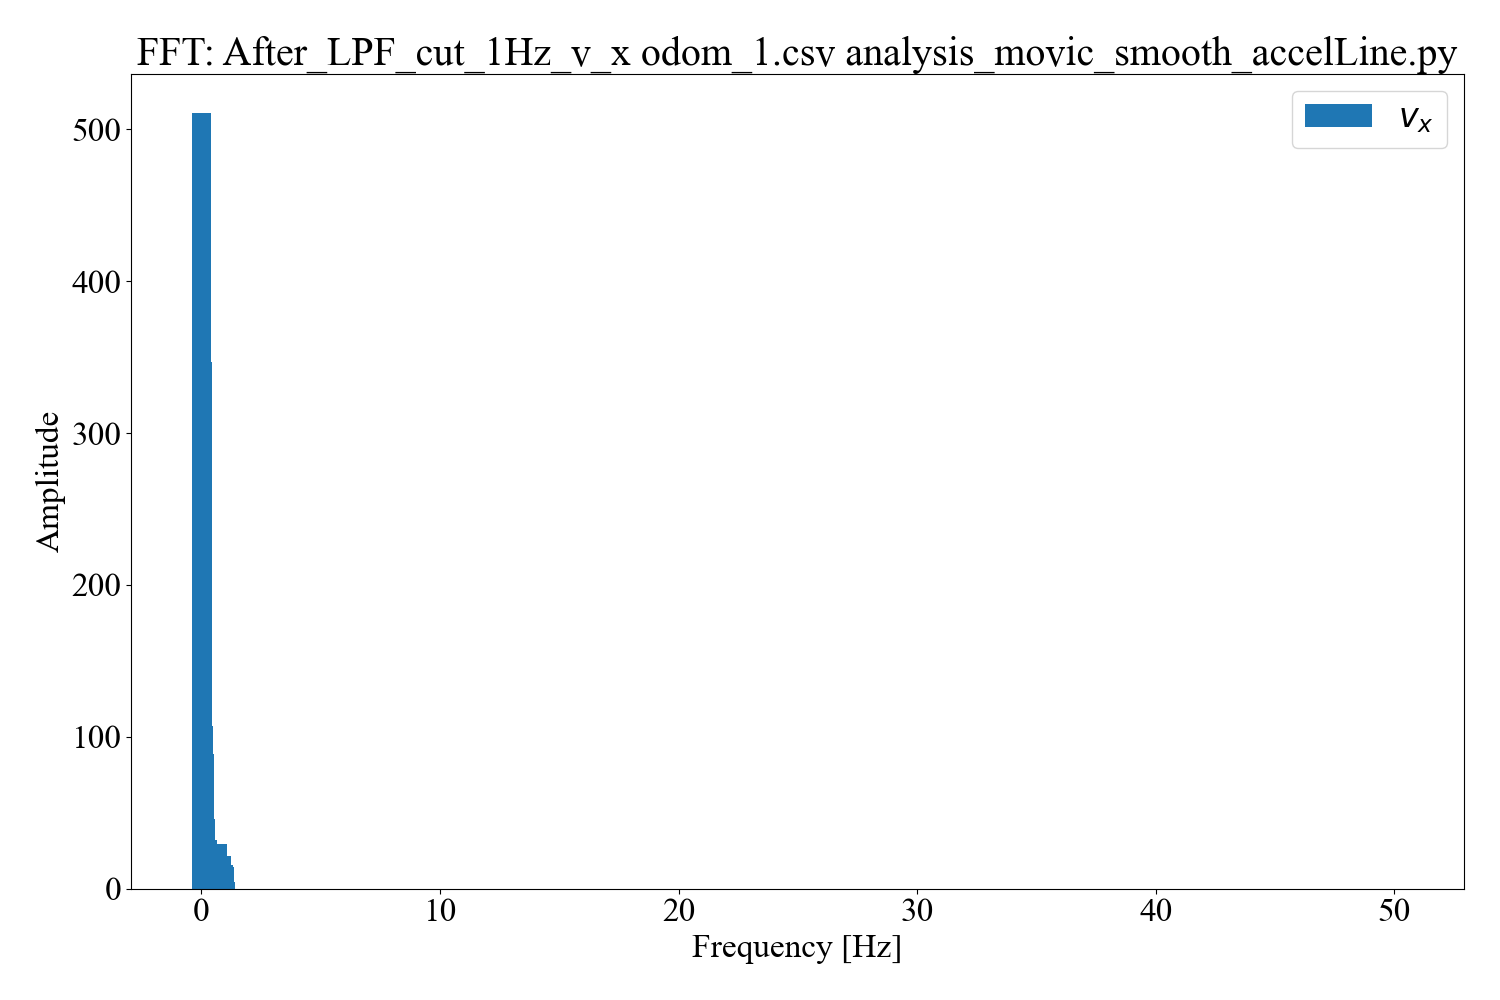 FFT: After_LPF_cut_1Hz_v_x odom_1.csv analysis_movic_smooth_accelLine.py
v_x
500
400
300
200
100
0
Amplitude
0 10 20 30 40 50
Frequency [Hz]